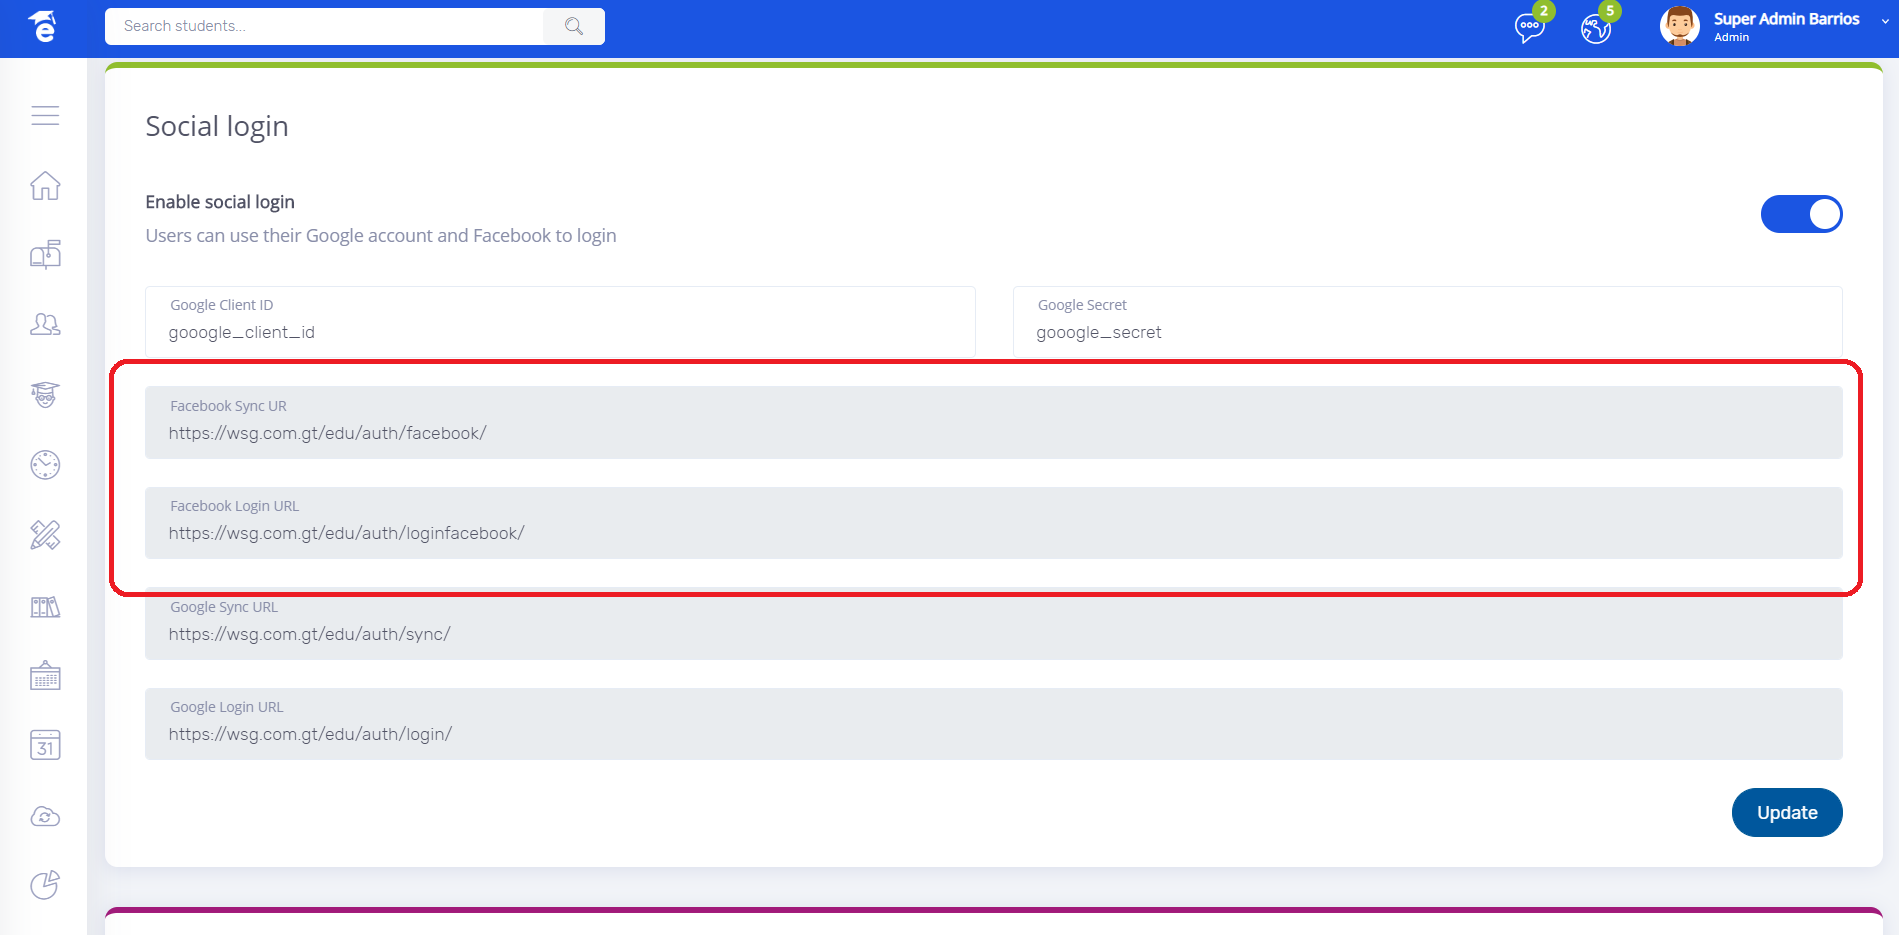 Search students...
2
5
Super Admin Barrios
Admin
Social login
Enable social login
Users can use their Google account and Facebook to login
Google Client ID
gooogle_client_id
Google Secret
gooogle_secret
Facebook Sync UR
https://wsg.com.gt/edu/auth/facebook/
Facebook Login URL
https://wsg.com.gt/edu/auth/loginfacebook/
Google Sync URL
https://wsg.com.gt/edu/auth/sync/
Google Login URL
https://wsg.com.gt/edu/auth/login/
31
Update